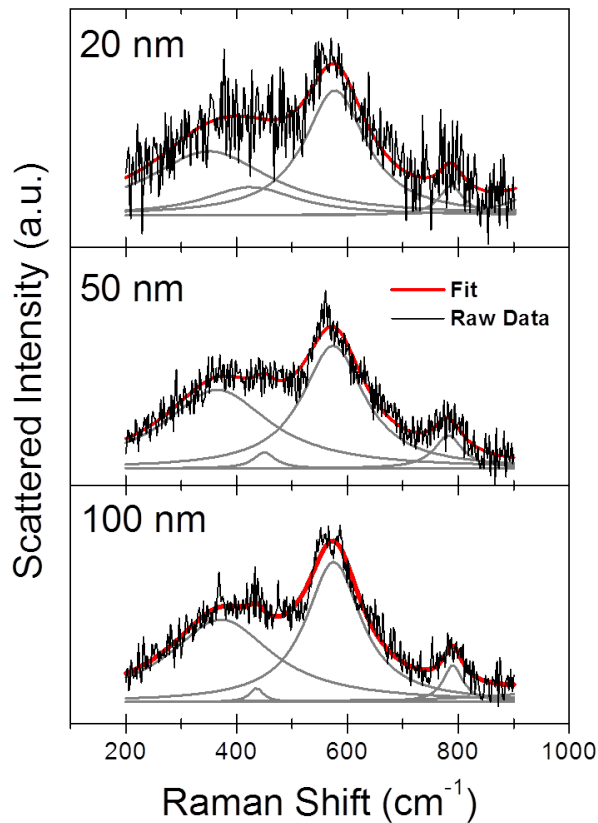 20 nm
50 nm
Fit
Raw Data
100 nm
Scattered Intensity (a.u.)
200 400 600 800 1000
Raman Shift (cm⁻¹)